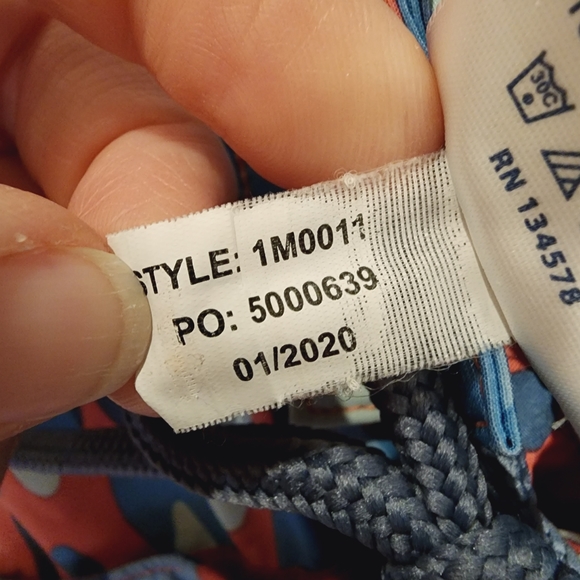 STYLE: 1M0011
PO: 5000639
01/2020
30C
RN 134578